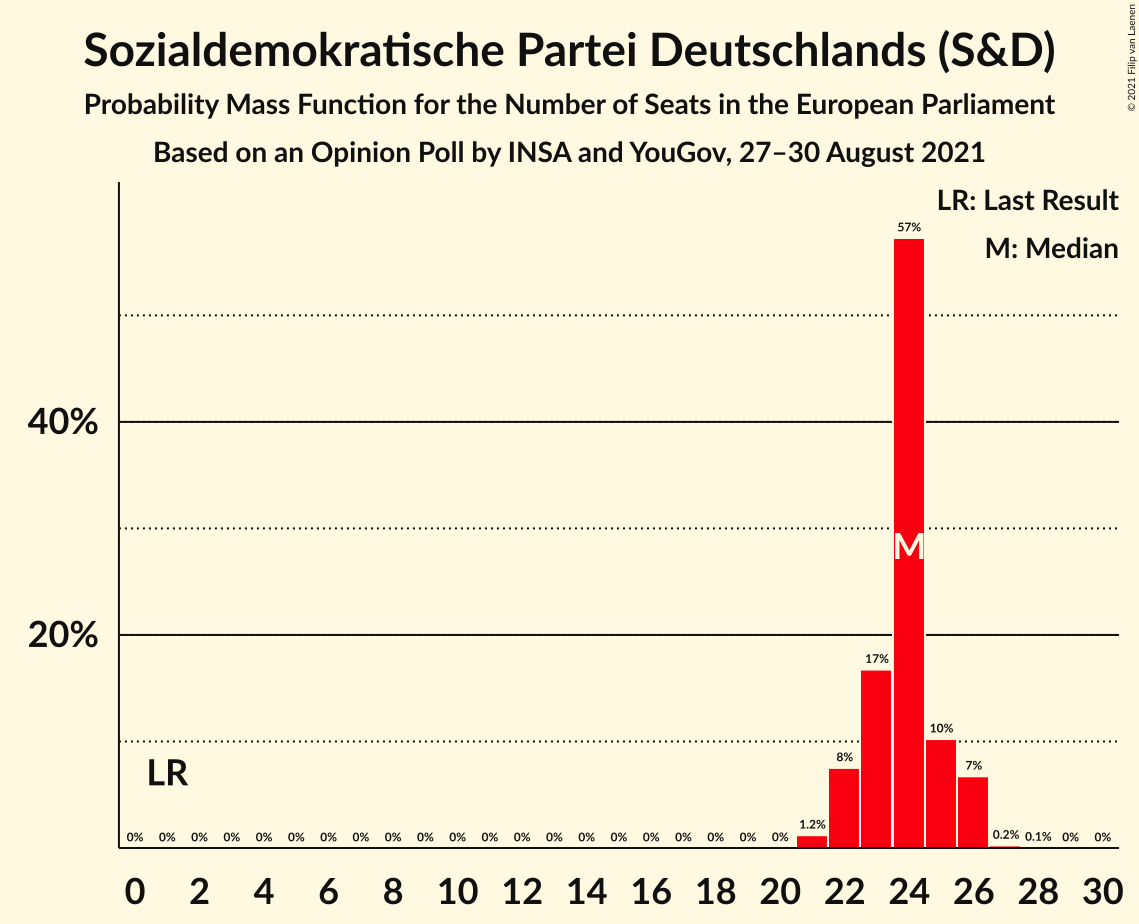 Sozialdemokratische Partei Deutschlands (S&D)
Probability Mass Function for the Number of Seats in the European Parliament
Based on an Opinion Poll by INSA and YouGov, 27–30 August 2021
© 2021 Filip van Laenen
LR: Last Result
M: Median
57%
40%
M
20%
17%
10%
8%
7%
LR
1.2%
0.2%
0.1%
0% 0% 0% 0% 0% 0% 0% 0% 0% 0% 0% 0% 0% 0% 0% 0% 0% 0% 0% 0% 0% 0% 0%
0 2 4 6 8 10 12 14 16 18 20 22 24 26 28 30